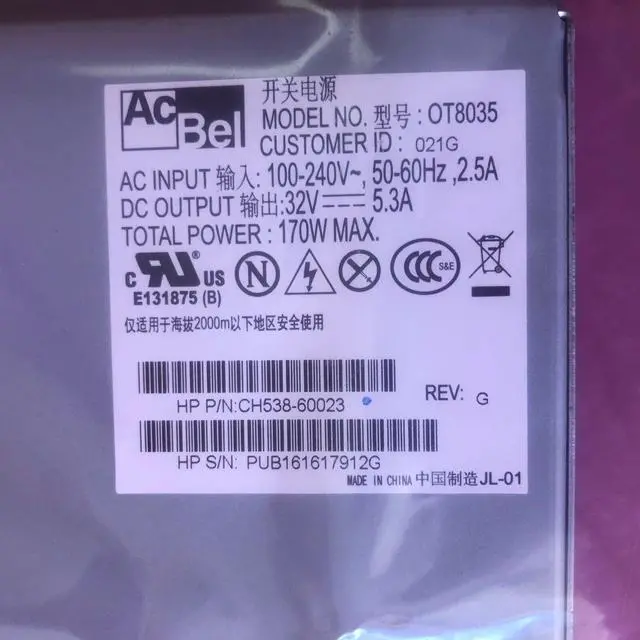 AcBel
开关电源
MODEL NO. 型号：OT8035
CUSTOMER ID : 021G
AC INPUT 输入: 100-240V~, 50-60Hz ,2.5A
DC OUTPUT 输出:32V⎓5.3A
TOTAL POWER : 170W MAX.
c RU US
E131875 (B)
N
CCC S&E
仅适用于海拔2000m以下地区安全使用
HP P/N:CH538-60023
REV: G
HP S/N: PUB161617912G
MADE IN CHINA 中国制造 JL-01